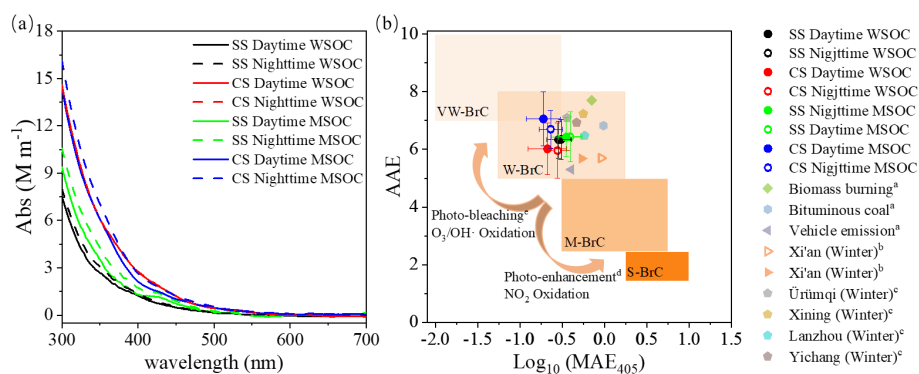 (a)
18
15
12
9
6
3
0
Abs (M m⁻¹)
300
400
500
600
700
wavelength (nm)
SS Daytime WSOC
SS Nighttime WSOC
CS Daytime WSOC
CS Nighttime WSOC
SS Daytime MSOC
SS Nighttime MSOC
CS Daytime MSOC
CS Nighttime MSOC
(b)
10
8
6
4
2
0
AAE
-2.0
-1.5
-1.0
-0.5
0.0
0.5
1.0
1.5
Log₁₀ (MAE₄₀₅)
VW-BrC
W-BrC
M-BrC
S-BrC
Photo-bleachingᵉ
O₃/OH· Oxidation
Photo-enhancementᵈ
NO₂ Oxidation
SS Daytime WSOC
SS Nigjttime WSOC
CS Daytime WSOC
CS Nigjttime WSOC
SS Nigjttime MSOC
SS Daytime MSOC
CS Daytime MSOC
CS Nigjttime MSOC
Biomass burningᵃ
Bituminous coalᵃ
Vehicle emissionᵃ
Xi'an (Winter)ᵇ
Xi'an (Winter)ᵇ
Ürümqi (Winter)ᶜ
Xining (Winter)ᶜ
Lanzhou (Winter)ᶜ
Yichang (Winter)ᶜ